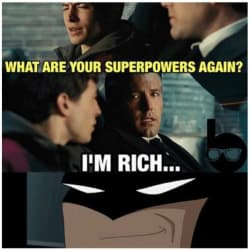 WHAT ARE YOUR SUPERPOWERS AGAIN?
I'M RICH...